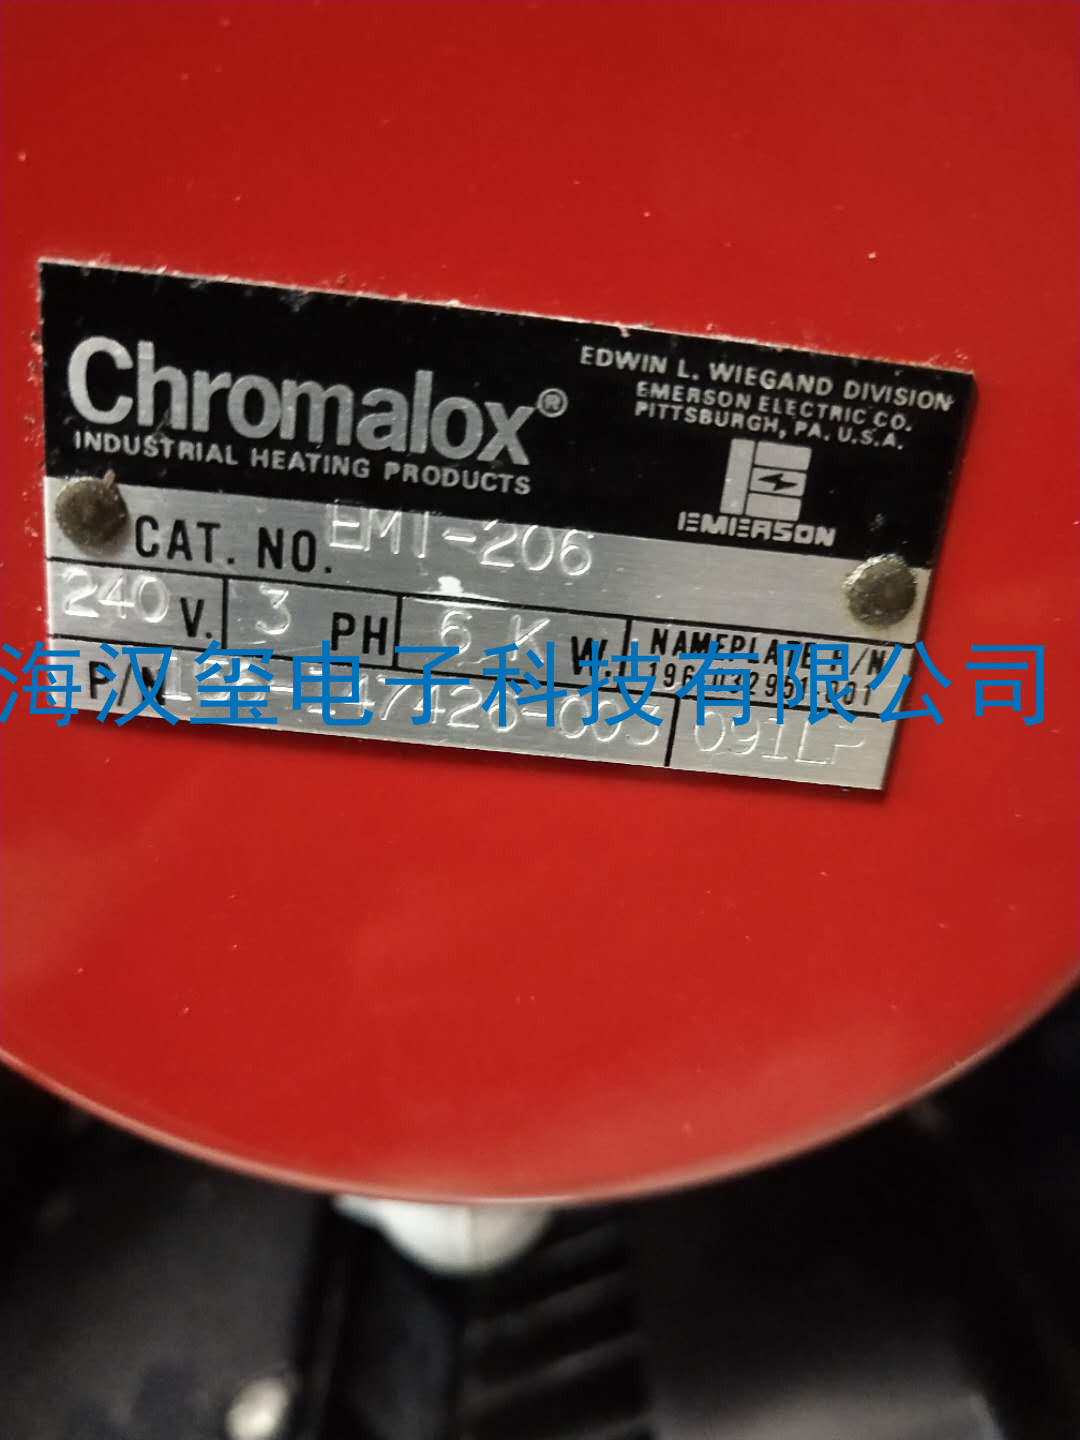 Chromalox®
INDUSTRIAL HEATING PRODUCTS
EDWIN L. WIEGAND DIVISION
EMERSON ELECTRIC CO.
PITTSBURGH, PA. U.S.A.
EMERSON
CAT. NO. EMT-206
240 V. 3 PH 6 K W.
NAMEPLATE P/N
P/N
091LP
海汉玺电子科技有限公司